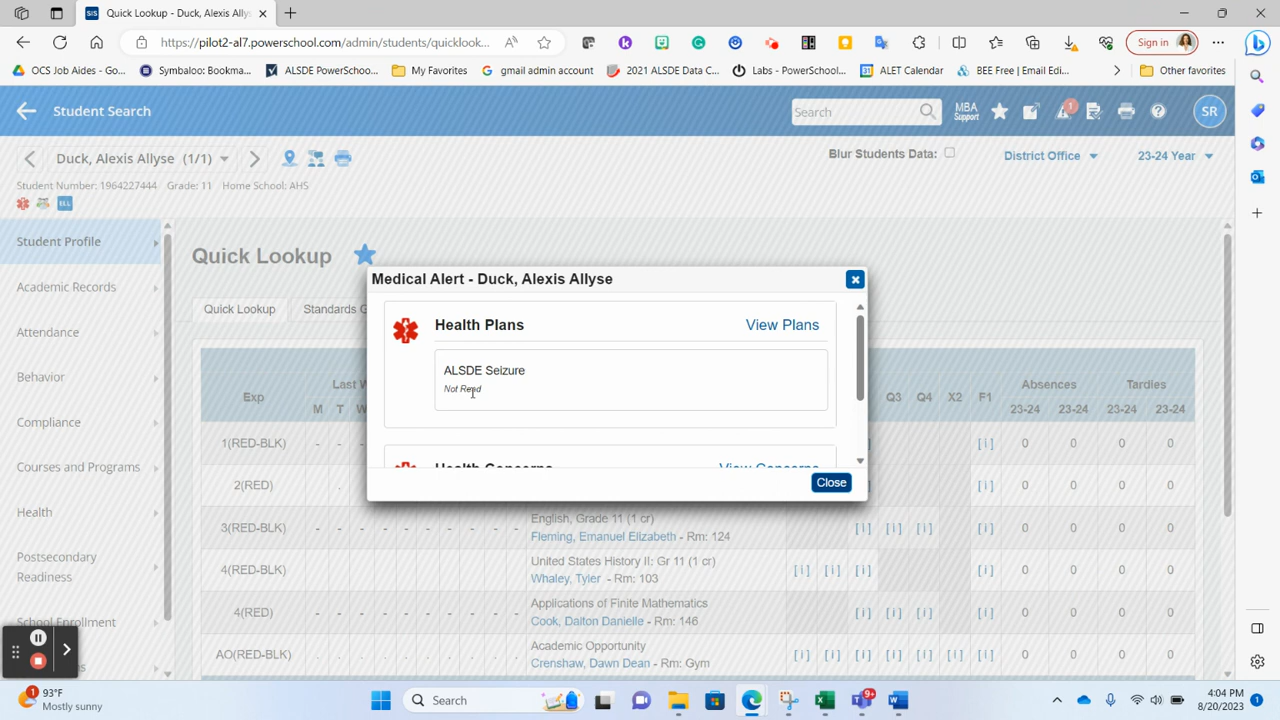 Quick Lookup - Duck, Alexis Allys
https://pilot2-al7.powerschool.com/admin/students/quicklook...
Sign in
OCS Job Aides - Go...
Symbaloo: Bookma...
ALSDE PowerSchoo...
My Favorites
gmail admin account
2021 ALSDE Data C...
Labs - PowerSchool...
ALET Calendar
BEE Free | Email Edi...
Other favorites
Student Search
Search
MBA
Support
1
SR
Duck, Alexis Allyse (1/1)
Blur Students Data:
District Office
23-24 Year
Student Number: 1964227444 Grade: 11 Home School: AHS
ELL
Student Profile
Academic Records
Attendance
Behavior
Compliance
Courses and Programs
Health
Postsecondary
Readiness
School Enrollment
Quick Lookup
Quick Lookup
Standards G
Medical Alert - Duck, Alexis Allyse
Health Plans
View Plans
ALSDE Seizure
Not Read
Health Concerns
View Concerns
Close
Exp
Last W
M T W
Q3 Q4 X2 F1
Absences
Tardies
23-24 23-24 23-24 23-24
1(RED-BLK) - - [ i ] 0 0 0 0
2(RED) . [ i ] 0 0 0 0
3(RED-BLK) - - - - - - - - - - English, Grade 11 (1 cr)
Fleming, Emanuel Elizabeth - Rm: 124 [ i ] [ i ] [ i ] [ i ] 0 0 0 0
4(RED-BLK) United States History II: Gr 11 (1 cr)
Whaley, Tyler - Rm: 103 [ i ] [ i ] [ i ] [ i ] 0 0 0 0
4(RED) - - - - - - - - - - Applications of Finite Mathematics
Cook, Dalton Danielle - Rm: 146 [ i ] [ i ] [ i ] [ i ] 0 0 0 0
AO(RED-BLK) . . . . . . . . . . Academic Opportunity
Crenshaw, Dawn Dean - Rm: Gym [ i ] [ i ] [ i ] [ i ] [ i ] [ i ] 0 0 0 0
1
93°F
Mostly sunny
Search
9+
4:04 PM
8/20/2023
1